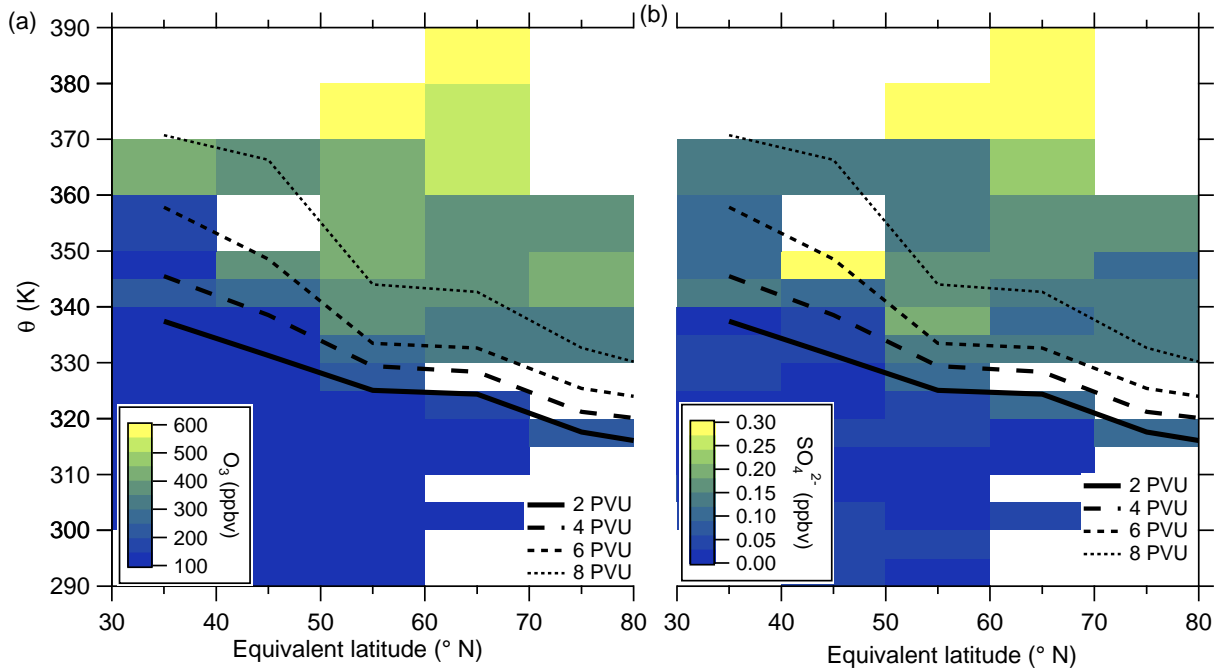 (a)
390
380
370
360
350
340
330
320
310
300
290
θ (K)
600
500
400
300
200
100
O₃ (ppbv)
2 PVU
4 PVU
6 PVU
8 PVU
30 40 50 60 70 80
Equivalent latitude (° N)
(b)
0.30
0.25
0.20
0.15
0.10
0.05
0.00
SO₄²⁻ (ppbv)
2 PVU
4 PVU
6 PVU
8 PVU
30 40 50 60 70 80
Equivalent latitude (° N)